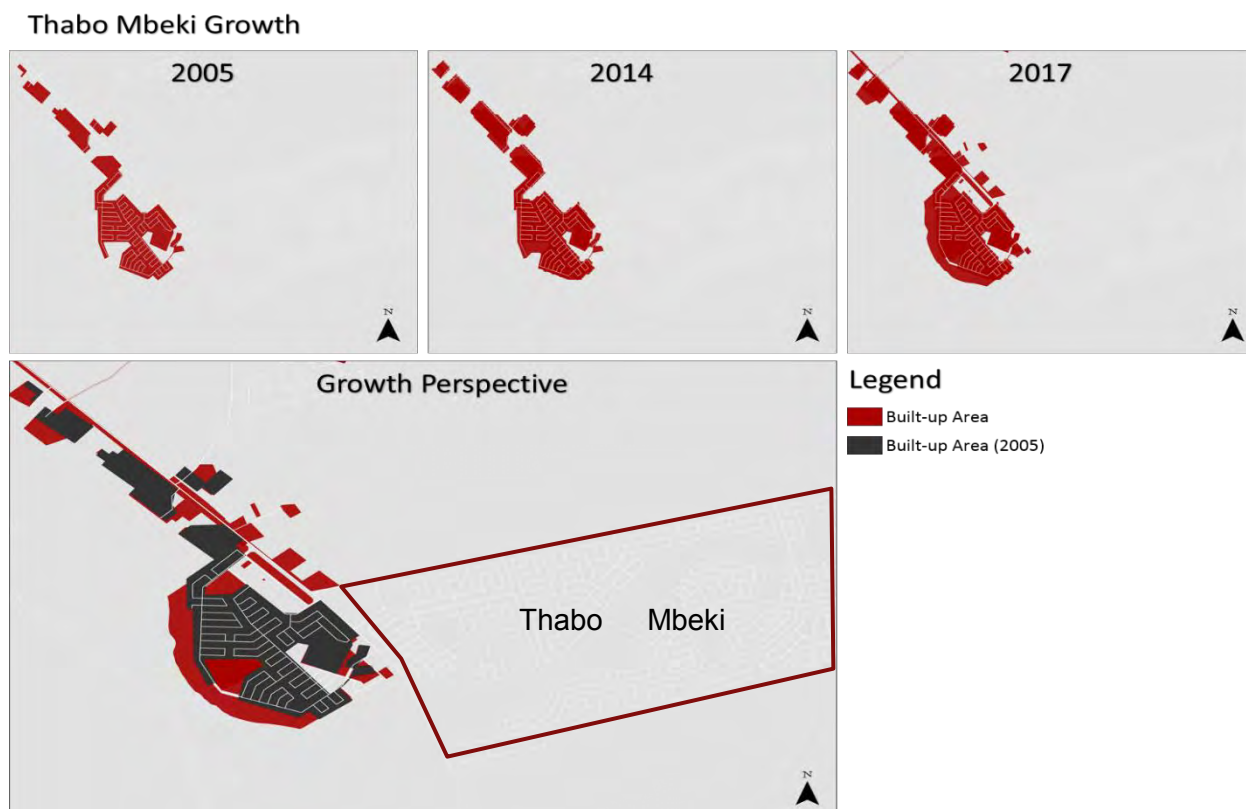 Thabo Mbeki Growth
2005
2014
2017
N
N
N
Growth Perspective
Thabo Mbeki
N
Legend
Built-up Area
Built-up Area (2005)